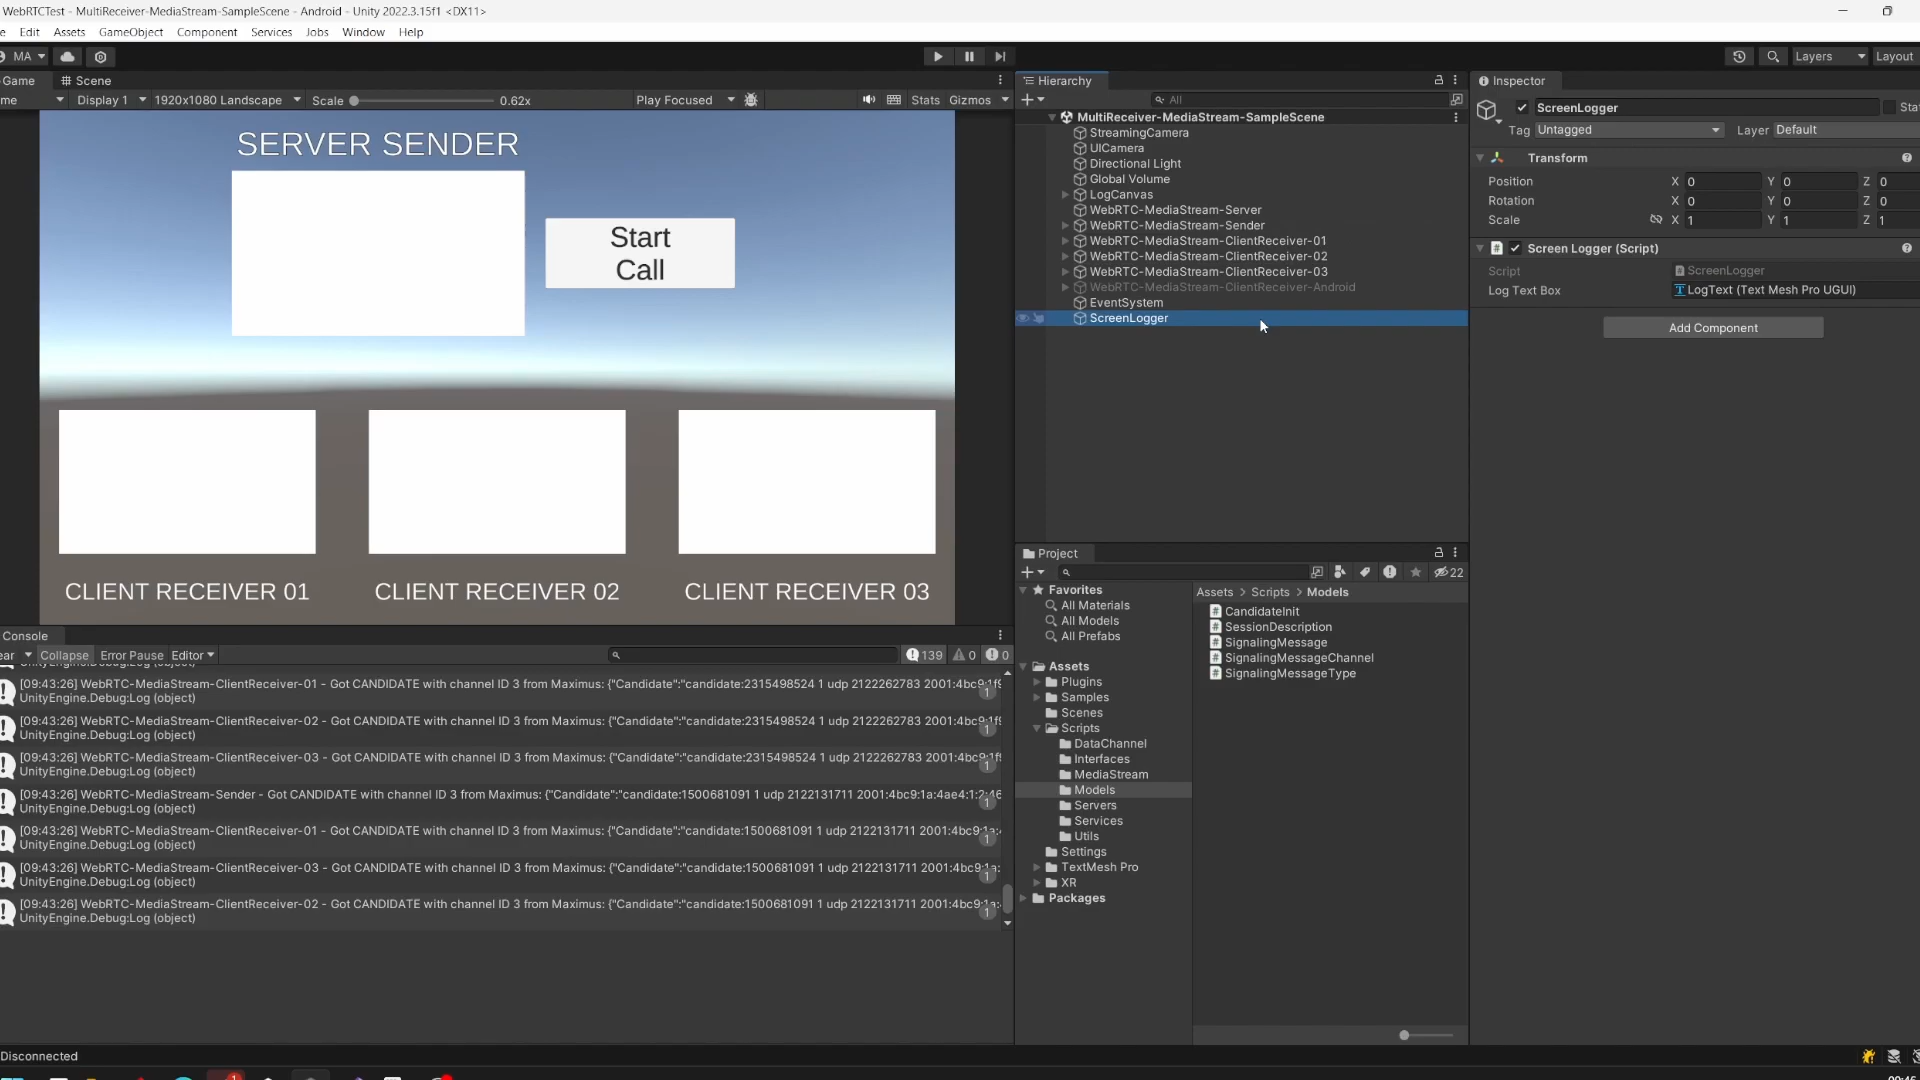 WebRTCTest - MultiReceiver-MediaStream-SampleScene - Android - Unity 2022.3.15f1 <DX11>
Edit Assets GameObject Component Services Jobs Window Help
MA
Layers
Layout
Game
Scene
Display 1
1920x1080 Landscape
Scale
0.62x
Play Focused
Stats
Gizmos
SERVER SENDER
Start
Call
CLIENT RECEIVER 01
CLIENT RECEIVER 02
CLIENT RECEIVER 03
Console
Collapse
Error Pause
Editor
139
0
0
[09:43:26] WebRTC-MediaStream-ClientReceiver-01 - Got CANDIDATE with channel ID 3 from Maximus: {"Candidate":"candidate:2315498524 1 udp 2122262783 2001:4bc9:1f
UnityEngine.Debug:Log (object)
1
[09:43:26] WebRTC-MediaStream-ClientReceiver-02 - Got CANDIDATE with channel ID 3 from Maximus: {"Candidate":"candidate:2315498524 1 udp 2122262783 2001:4bc9:1f
UnityEngine.Debug:Log (object)
1
[09:43:26] WebRTC-MediaStream-ClientReceiver-03 - Got CANDIDATE with channel ID 3 from Maximus: {"Candidate":"candidate:2315498524 1 udp 2122262783 2001:4bc9:1f
UnityEngine.Debug:Log (object)
1
[09:43:26] WebRTC-MediaStream-Sender - Got CANDIDATE with channel ID 3 from Maximus: {"Candidate":"candidate:1500681091 1 udp 2122131711 2001:4bc9:1a:4ae4:1:2:46
UnityEngine.Debug:Log (object)
1
[09:43:26] WebRTC-MediaStream-ClientReceiver-01 - Got CANDIDATE with channel ID 3 from Maximus: {"Candidate":"candidate:1500681091 1 udp 2122131711 2001:4bc9:1a:
UnityEngine.Debug:Log (object)
1
[09:43:26] WebRTC-MediaStream-ClientReceiver-03 - Got CANDIDATE with channel ID 3 from Maximus: {"Candidate":"candidate:1500681091 1 udp 2122131711 2001:4bc9:1a:
UnityEngine.Debug:Log (object)
1
[09:43:26] WebRTC-MediaStream-ClientReceiver-02 - Got CANDIDATE with channel ID 3 from Maximus: {"Candidate":"candidate:1500681091 1 udp 2122131711 2001:4bc9:1a:
UnityEngine.Debug:Log (object)
1
Disconnected
Hierarchy
All
MultiReceiver-MediaStream-SampleScene
StreamingCamera
UICamera
Directional Light
Global Volume
LogCanvas
WebRTC-MediaStream-Server
WebRTC-MediaStream-Sender
WebRTC-MediaStream-ClientReceiver-01
WebRTC-MediaStream-ClientReceiver-02
WebRTC-MediaStream-ClientReceiver-03
WebRTC-MediaStream-ClientReceiver-Android
EventSystem
ScreenLogger
Project
22
Favorites
All Materials
All Models
All Prefabs
Assets
Plugins
Samples
Scenes
Scripts
DataChannel
Interfaces
MediaStream
Models
Servers
Services
Utils
Settings
TextMesh Pro
XR
Packages
Assets > Scripts > Models
CandidateInit
SessionDescription
SignalingMessage
SignalingMessageChannel
SignalingMessageType
Inspector
ScreenLogger
Tag Untagged
Layer Default
Transform
Position X 0 Y 0 Z 0
Rotation X 0 Y 0 Z 0
Scale X 1 Y 1 Z 1
Screen Logger (Script)
Script ScreenLogger
Log Text Box LogText (Text Mesh Pro UGUI)
Add Component